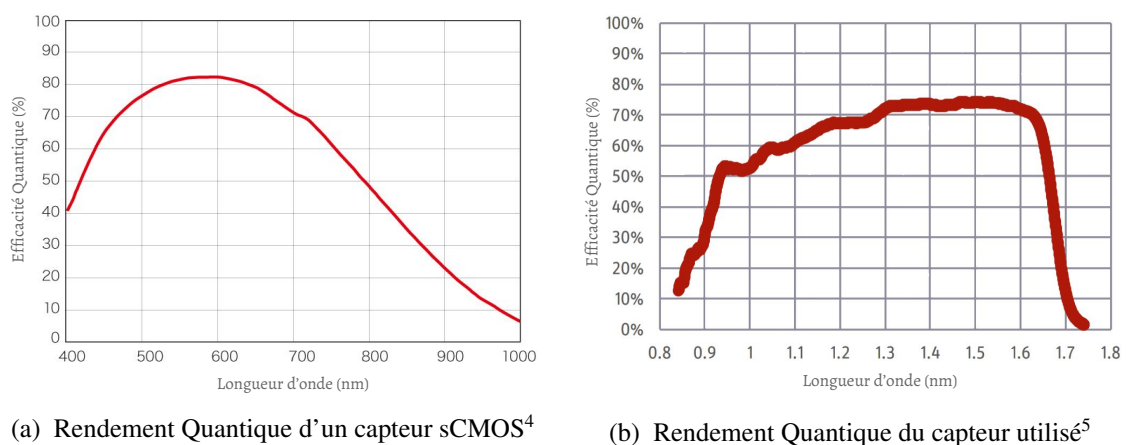 100
90
80
70
60
50
40
30
20
10
0
Efficacité Quantique (%)
400 500 600 700 800 900 1000
Longueur d'onde (nm)
(a) Rendement Quantique d'un capteur sCMOS4
100%
90%
80%
70%
60%
50%
40%
30%
20%
10%
0%
Efficacité Quantique (%)
0.8 0.9 1 1.1 1.2 1.3 1.4 1.5 1.6 1.7 1.8
Longueur d'onde (nm)
(b) Rendement Quantique du capteur utilisé5